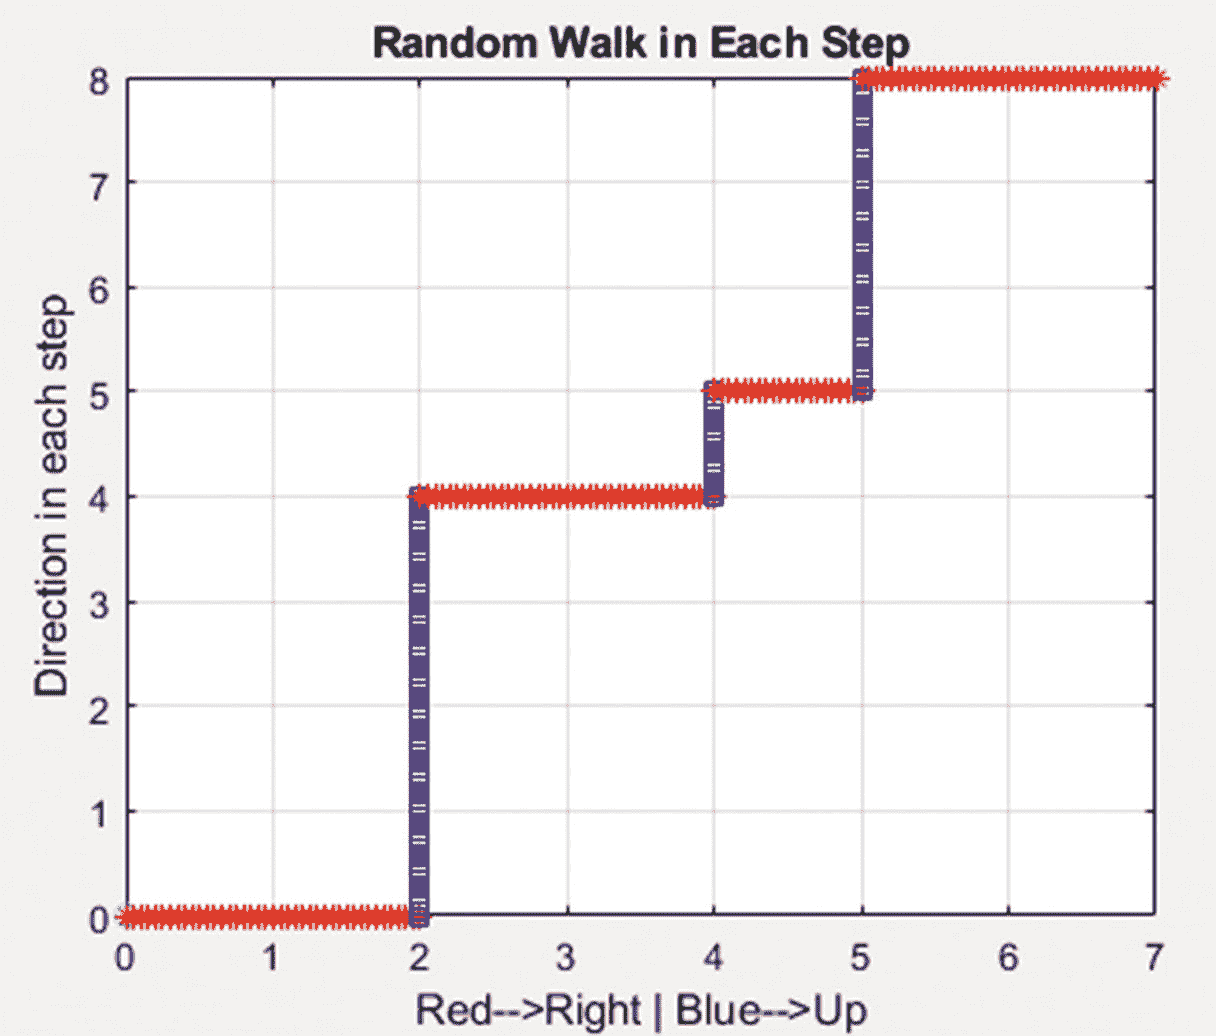 Random Walk in Each Step
8
7
6
5
4
3
2
1
0
Direction in each step
0 1 2 3 4 5 6 7
Red-->Right | Blue-->Up